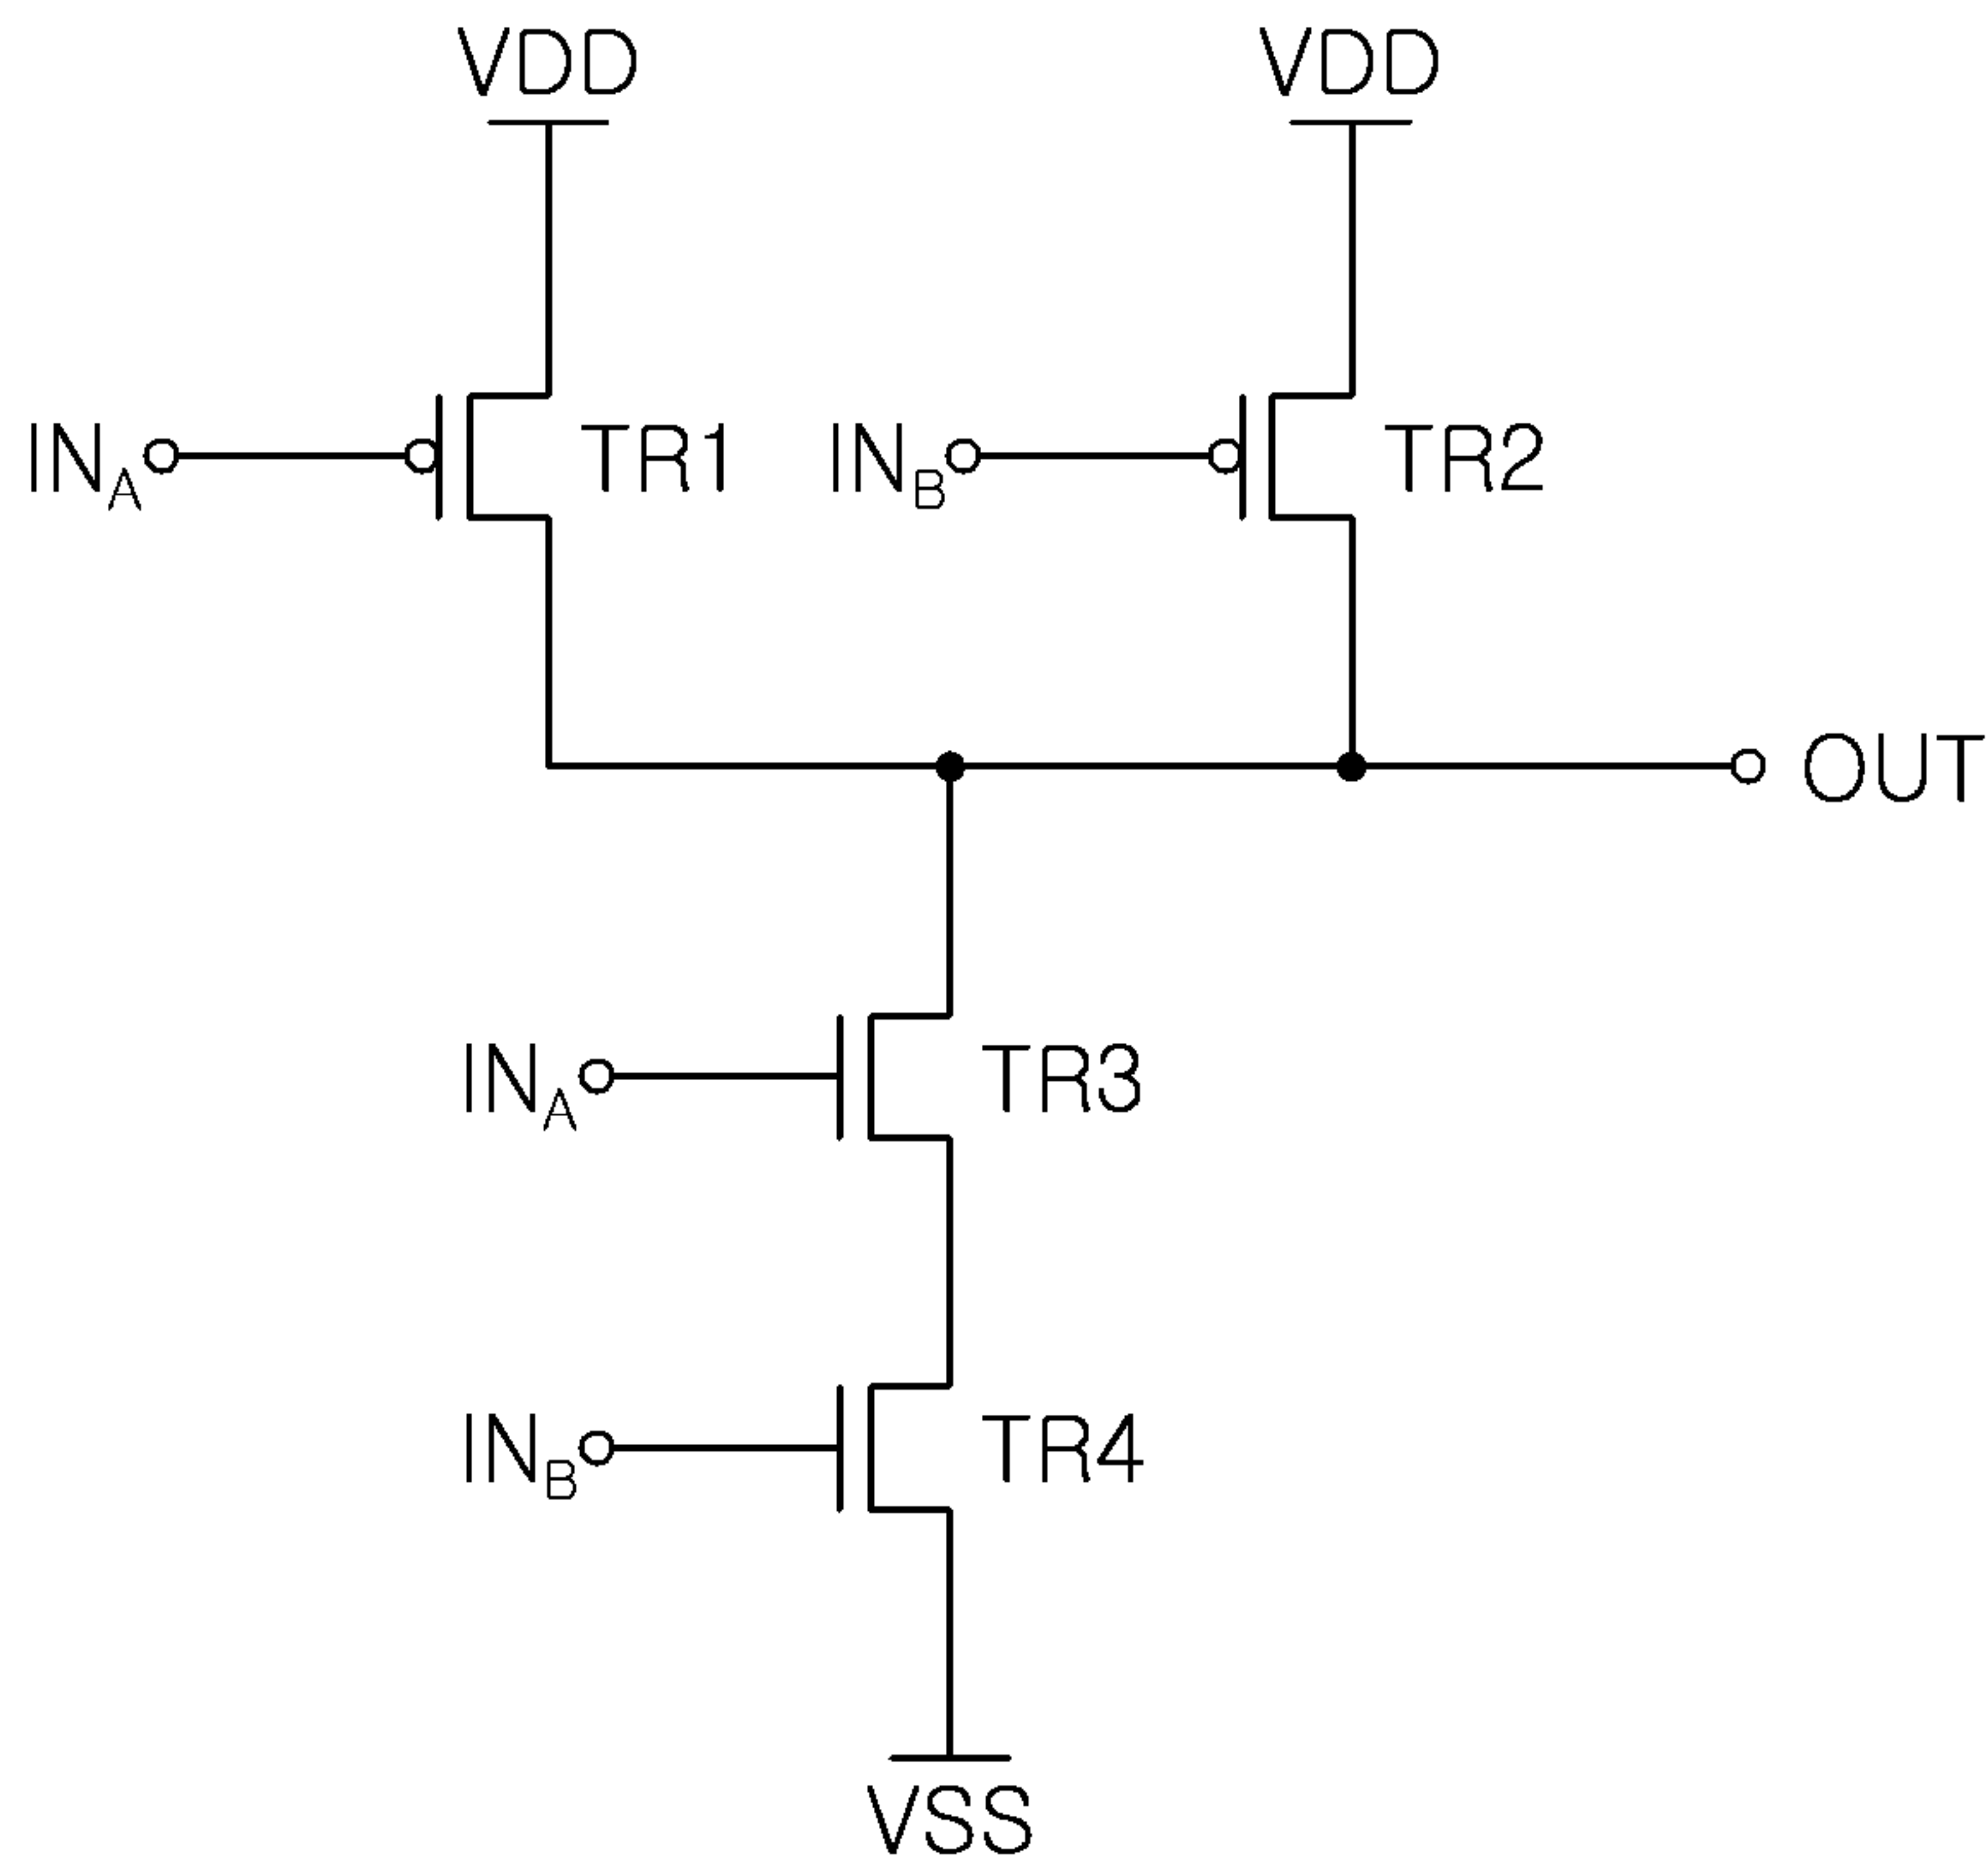 VDD VDD
INA TR1 INB TR2
OUT
INA TR3
INB TR4
VSS